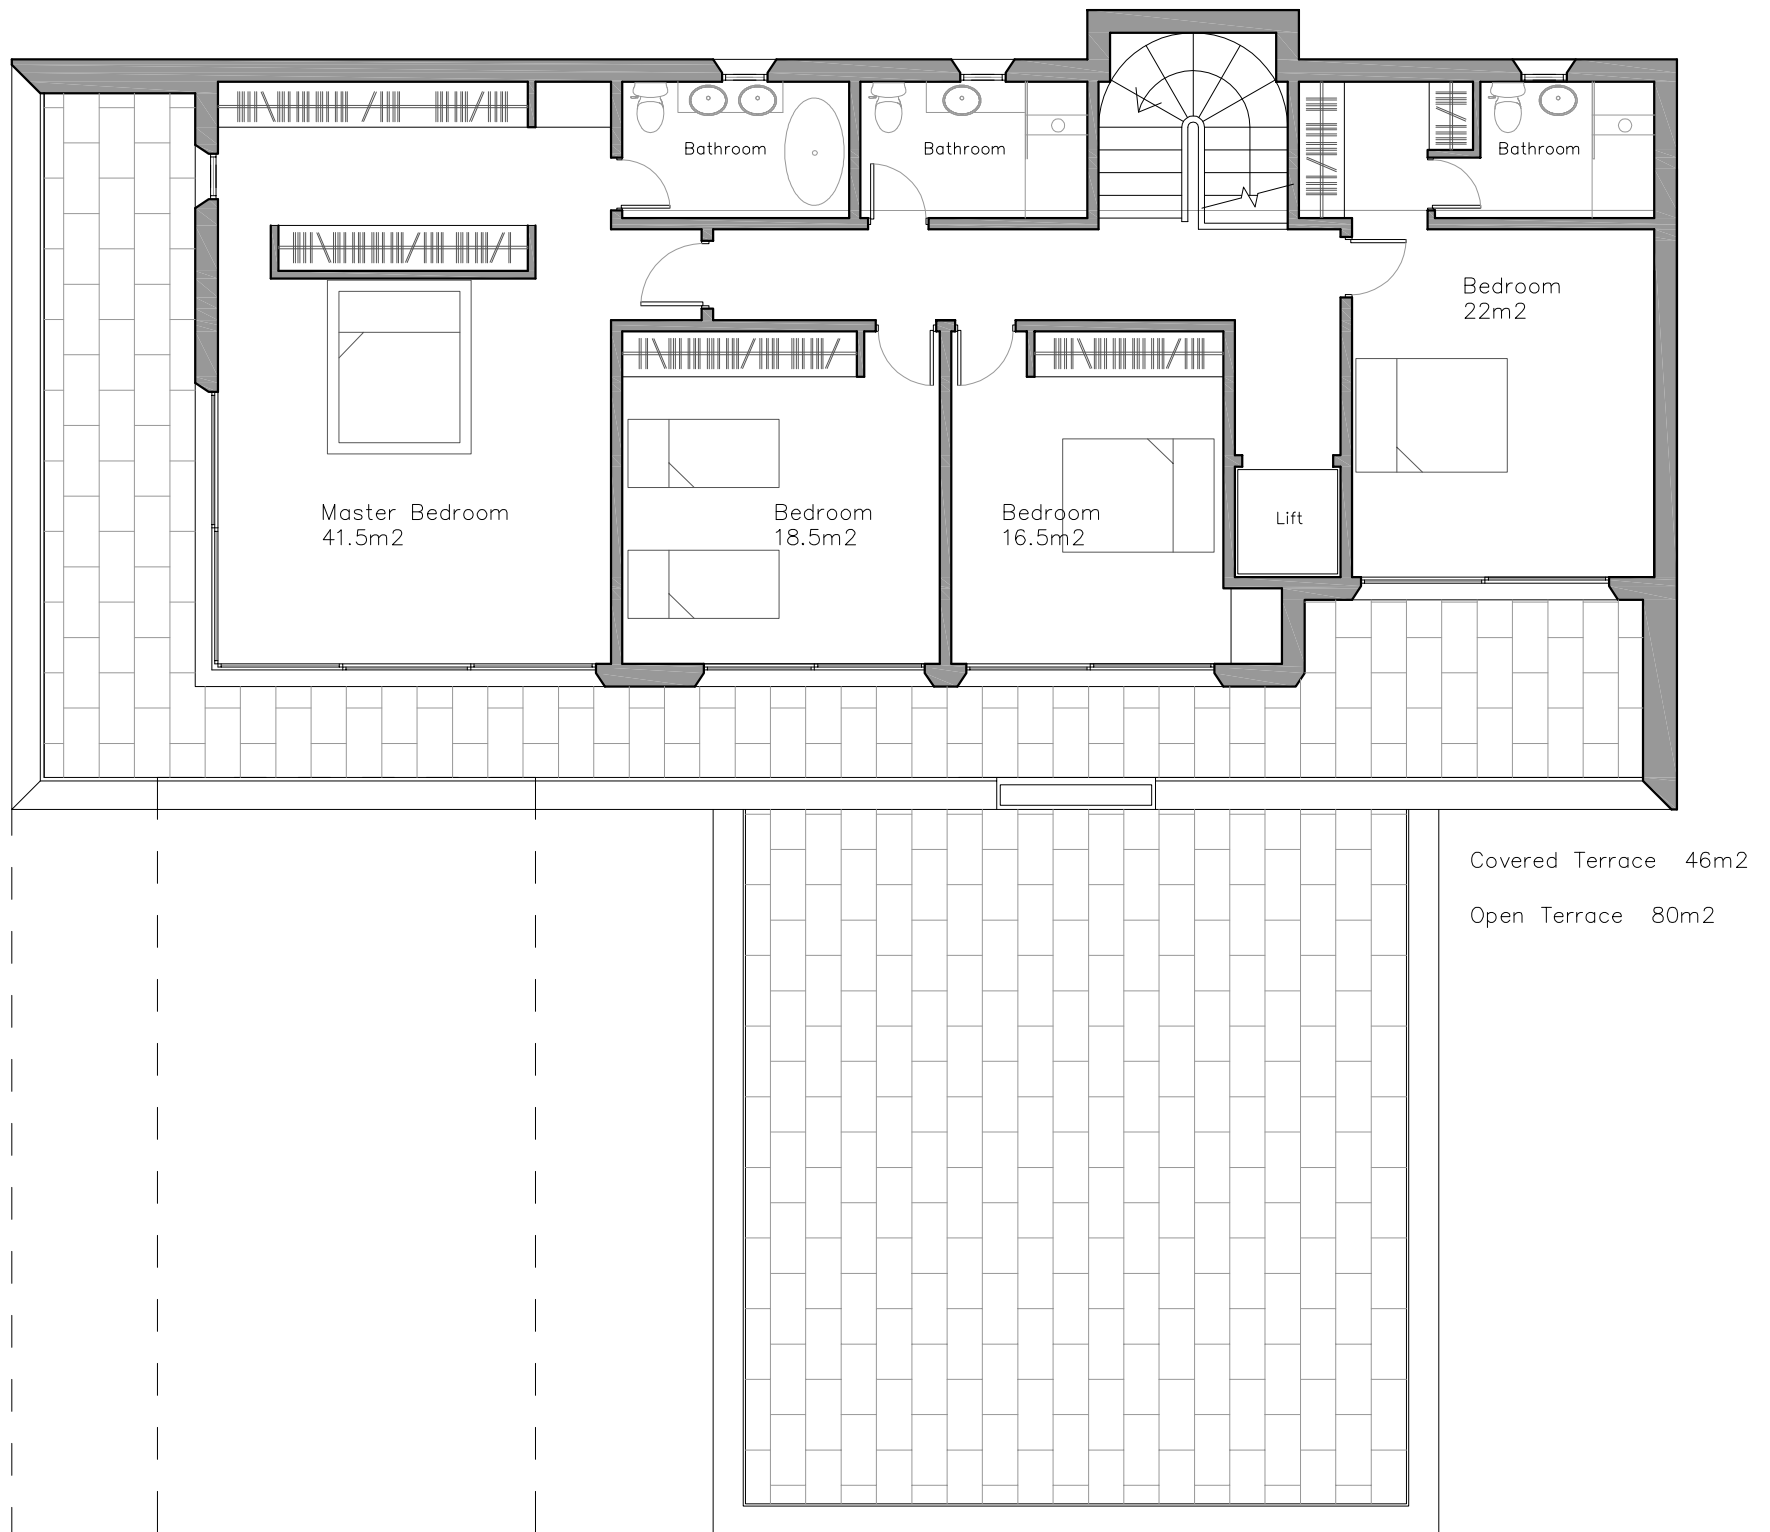 Bathroom
Bathroom
Bathroom
Bedroom
22m2
Master Bedroom
41.5m2
Bedroom
18.5m2
Bedroom
16.5m2
Lift
Covered Terrace 46m2
Open Terrace 80m2